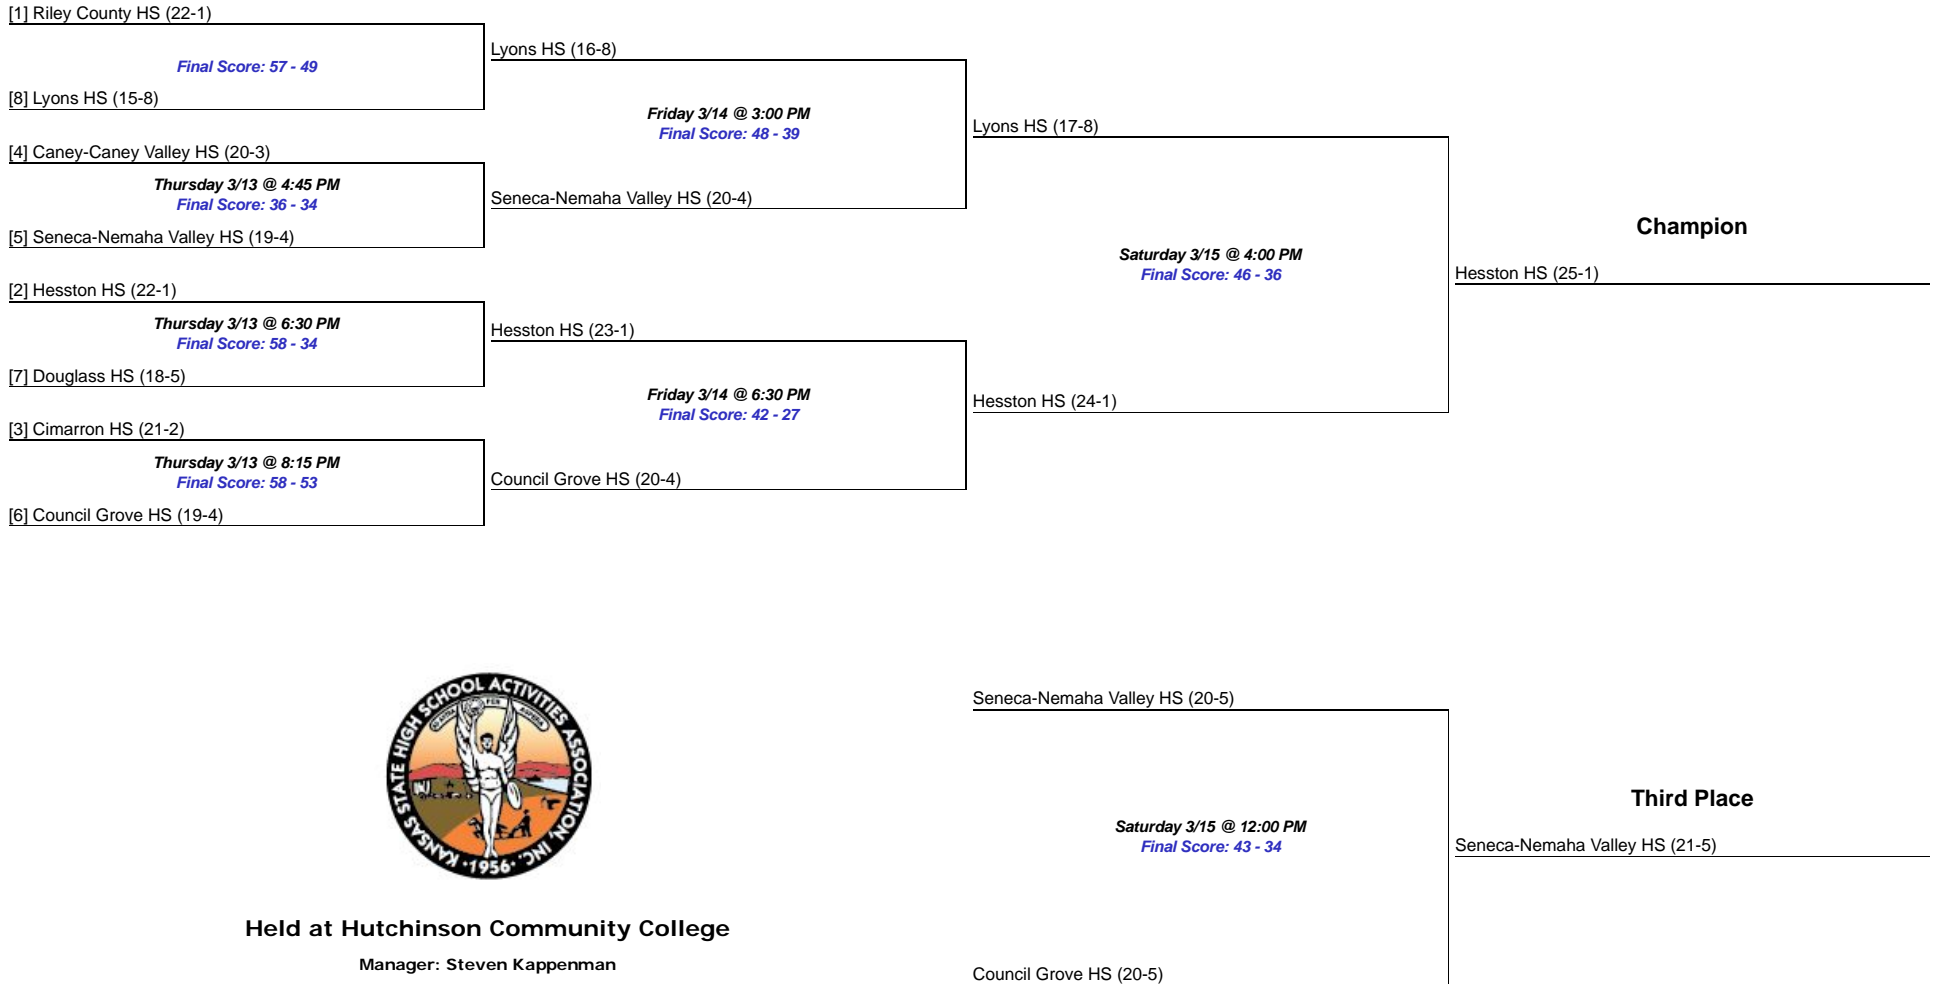 [1] Riley County HS (22-1)
Final Score: 57 - 49
[8] Lyons HS (15-8)
Lyons HS (16-8)
[4] Caney-Caney Valley HS (20-3)
Thursday 3/13 @ 4:45 PM
Final Score: 36 - 34
[5] Seneca-Nemaha Valley HS (19-4)
Friday 3/14 @ 3:00 PM
Final Score: 48 - 39
Seneca-Nemaha Valley HS (20-4)
Lyons HS (17-8)
[2] Hesston HS (22-1)
Thursday 3/13 @ 6:30 PM
Final Score: 58 - 34
[7] Douglass HS (18-5)
Hesston HS (23-1)
[3] Cimarron HS (21-2)
Thursday 3/13 @ 8:15 PM
Final Score: 58 - 53
[6] Council Grove HS (19-4)
Friday 3/14 @ 6:30 PM
Final Score: 42 - 27
Council Grove HS (20-4)
Saturday 3/15 @ 4:00 PM
Final Score: 46 - 36
Hesston HS (24-1)
Champion
Hesston HS (25-1)
KANSAS STATE HIGH SCHOOL ACTIVITIES ASSOCIATION, INC.
·1956·
Held at Hutchinson Community College
Manager: Steven Kappenman
Seneca-Nemaha Valley HS (20-5)
Saturday 3/15 @ 12:00 PM
Final Score: 43 - 34
Council Grove HS (20-5)
Third Place
Seneca-Nemaha Valley HS (21-5)